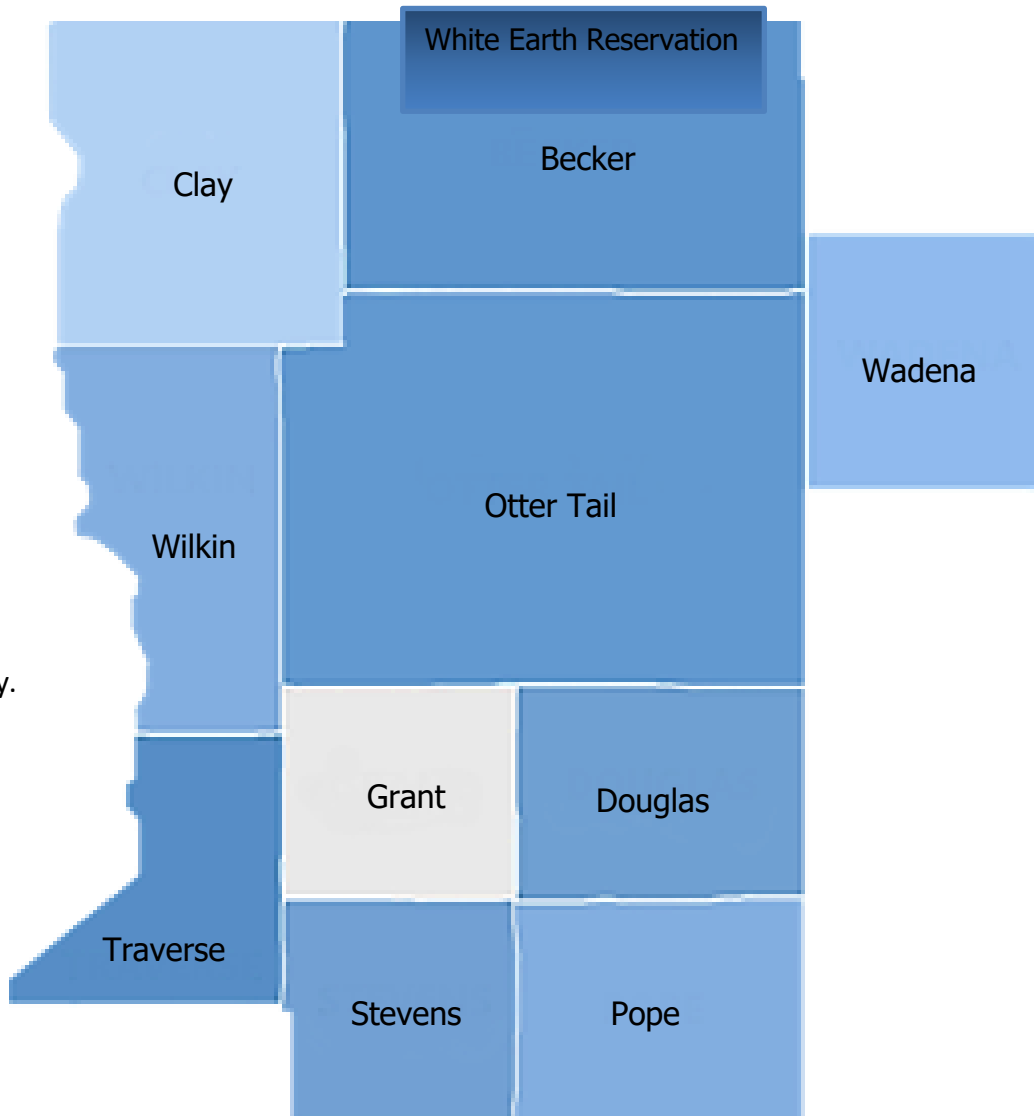 White Earth Reservation
Becker
Clay
Wadena
Otter Tail
Wilkin
y.
Grant
Douglas
Traverse
Stevens
Pope